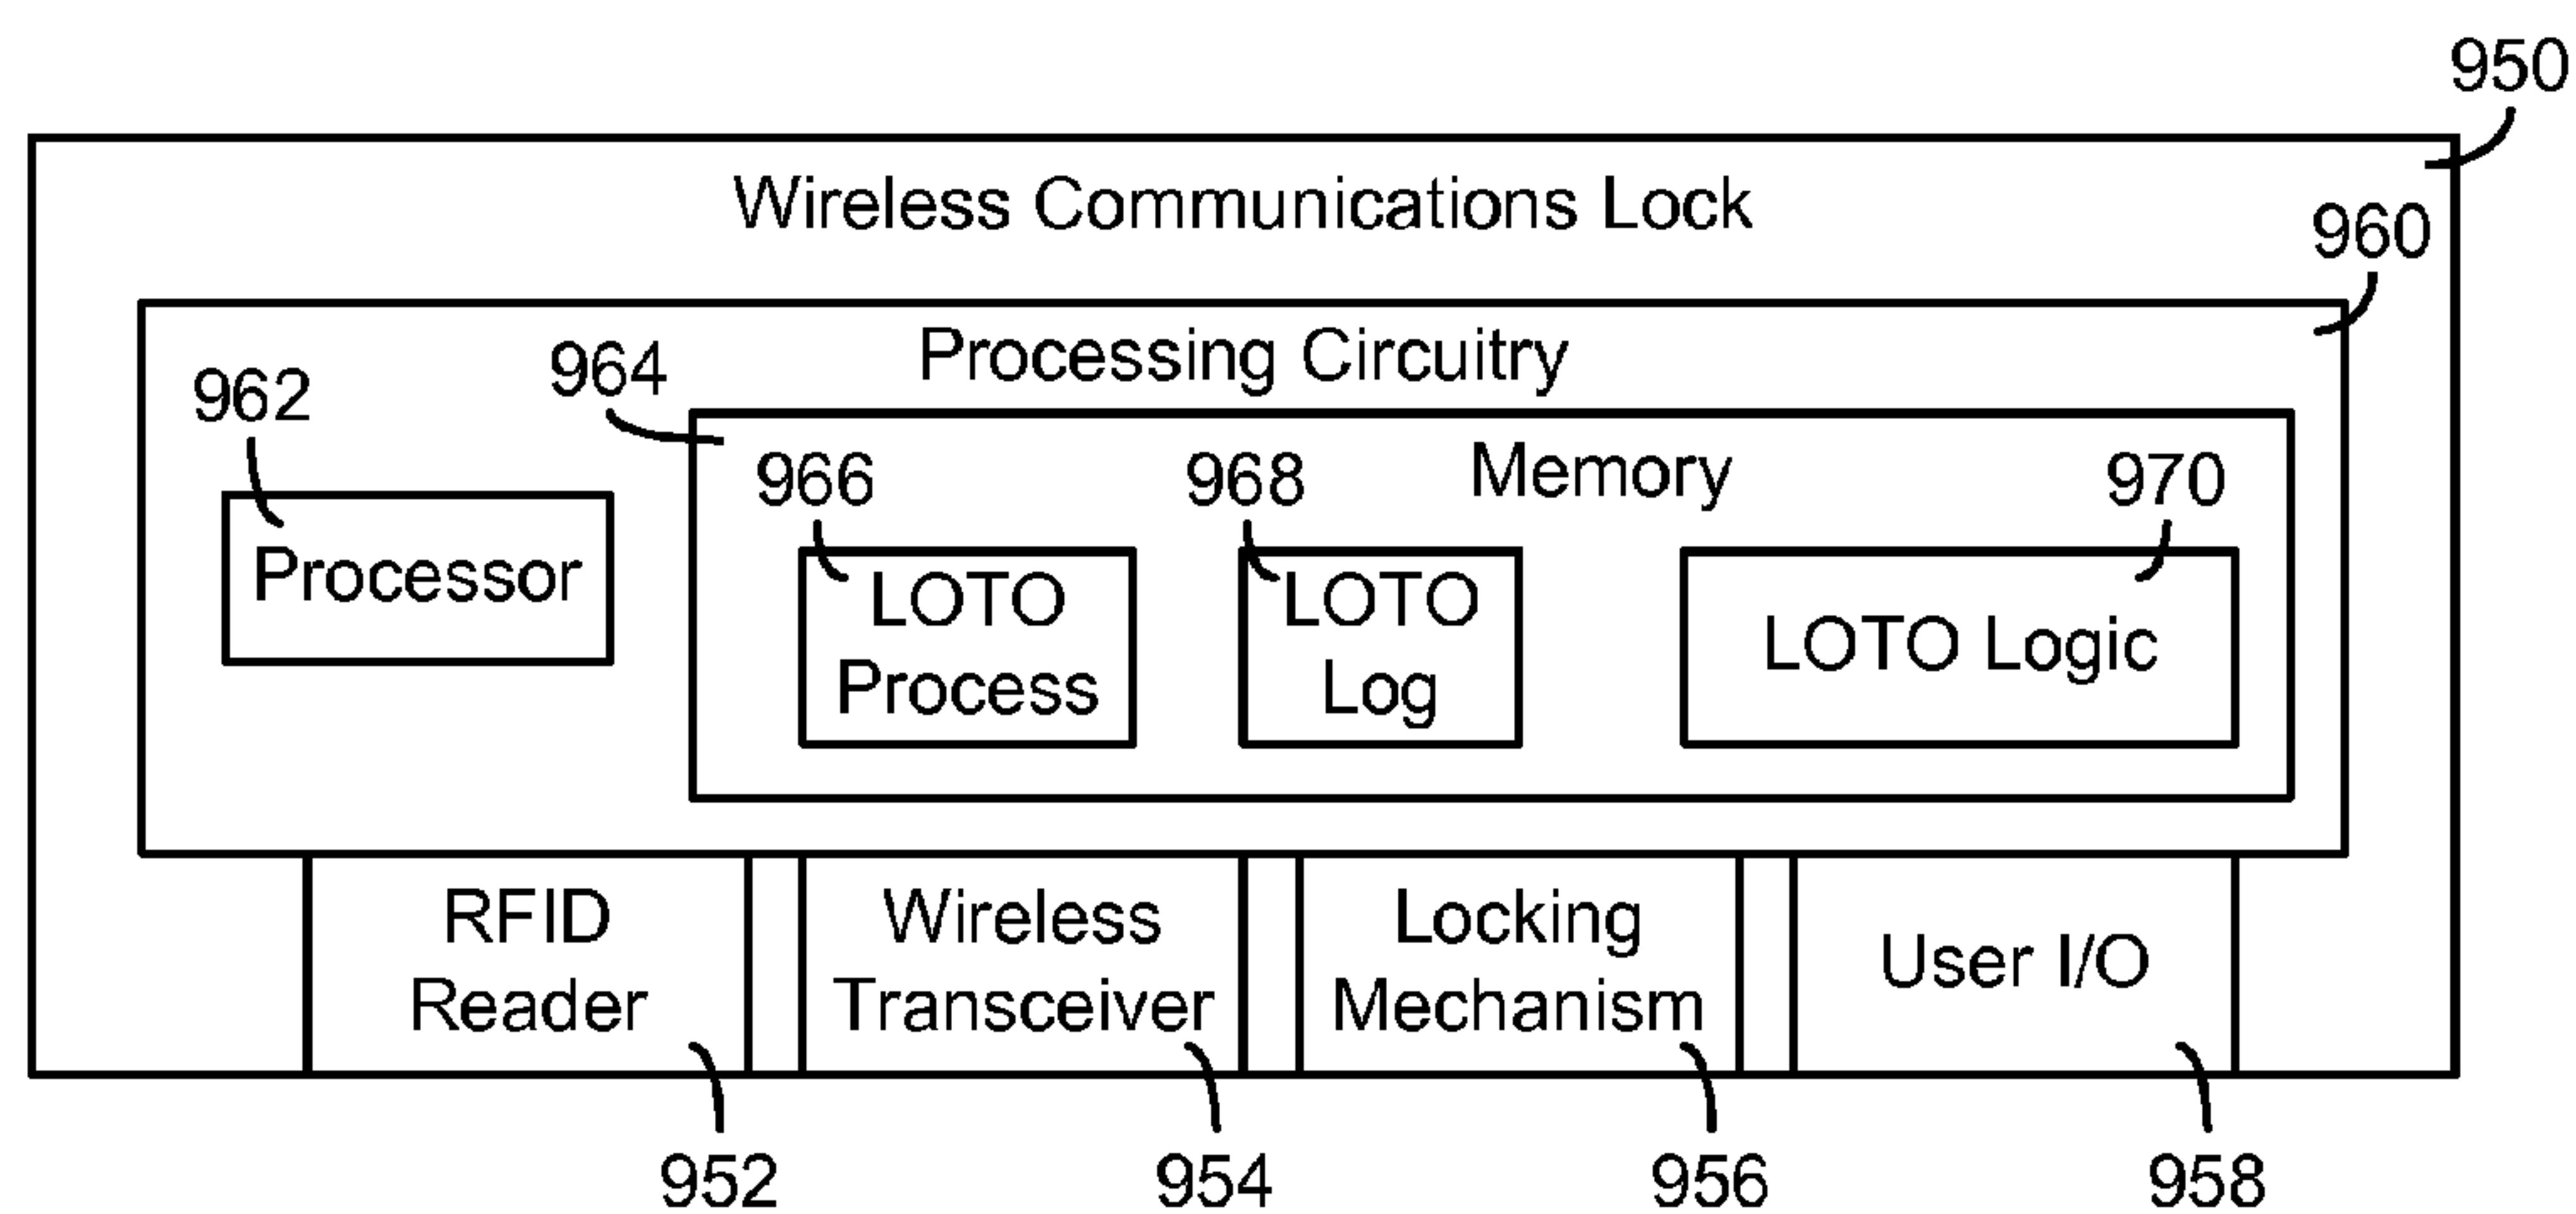 950
Wireless Communications Lock
960
Processing Circuitry
964
962
Memory
966
968
970
Processor
LOTO
Process
LOTO
Log
LOTO Logic
RFID
Reader
Wireless
Transceiver
Locking
Mechanism
User I/O
952
954
956
958